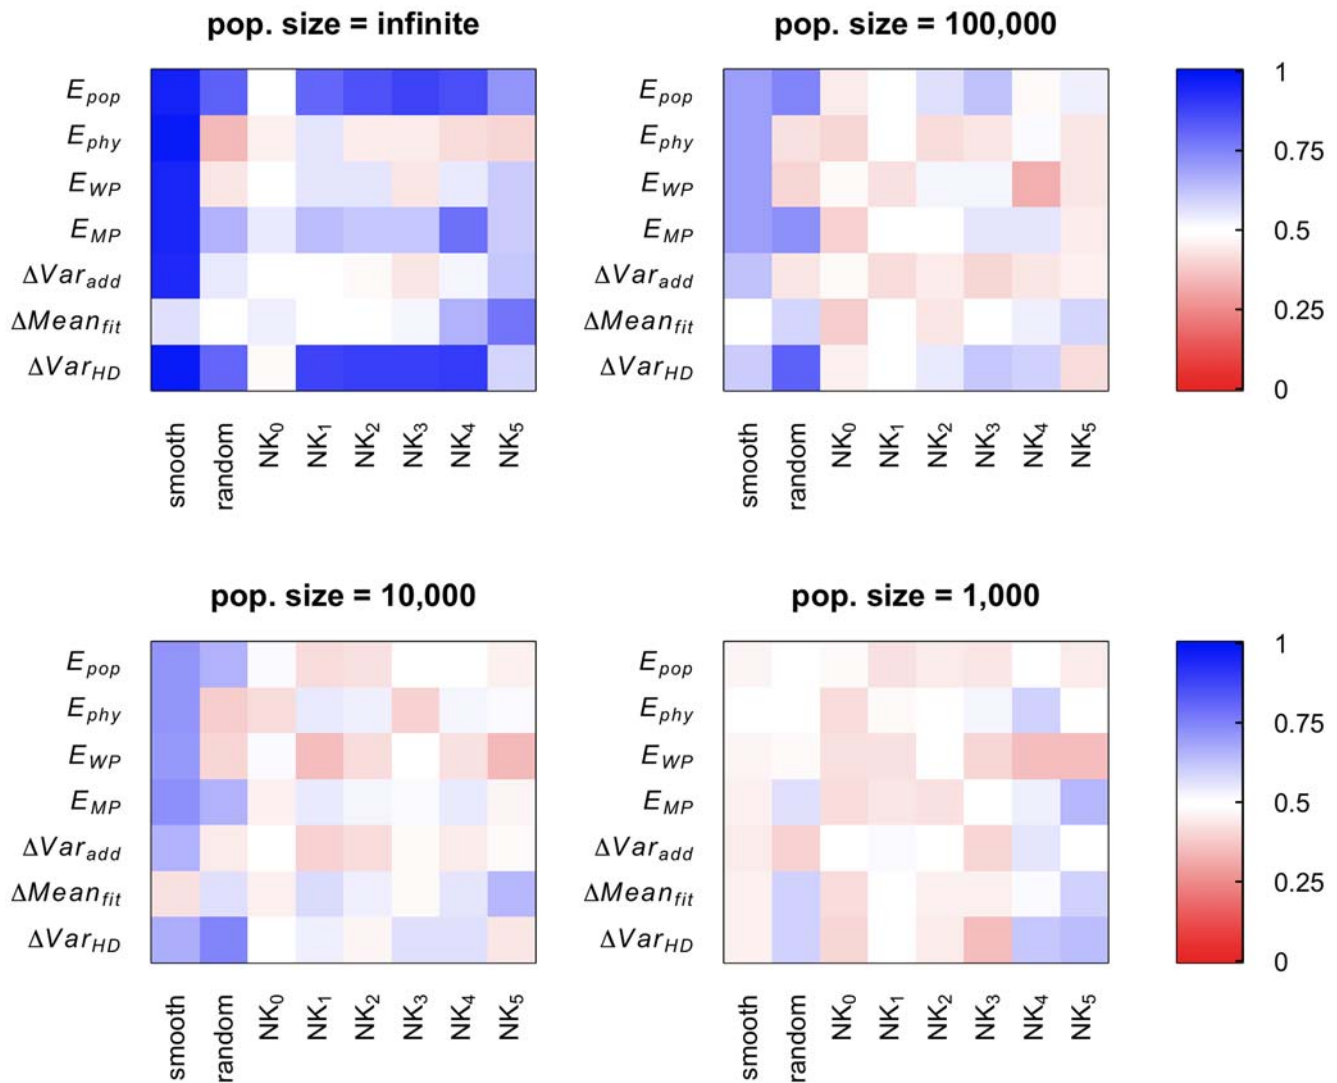 pop. size = infinite
pop. size = 100,000
E_pop
E_phy
E_WP
E_MP
ΔVar_add
ΔMean_fit
ΔVar_HD
smooth
random
NK₀
NK₁
NK₂
NK₃
NK₄
NK₅
E_pop
E_phy
E_WP
E_MP
ΔVar_add
ΔMean_fit
ΔVar_HD
smooth
random
NK₀
NK₁
NK₂
NK₃
NK₄
NK₅
1
0.75
0.5
0.25
0
pop. size = 10,000
pop. size = 1,000
E_pop
E_phy
E_WP
E_MP
ΔVar_add
ΔMean_fit
ΔVar_HD
smooth
random
NK₀
NK₁
NK₂
NK₃
NK₄
NK₅
E_pop
E_phy
E_WP
E_MP
ΔVar_add
ΔMean_fit
ΔVar_HD
smooth
random
NK₀
NK₁
NK₂
NK₃
NK₄
NK₅
1
0.75
0.5
0.25
0